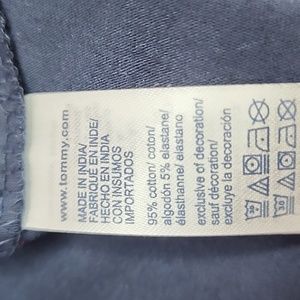 www.tommy.com
MADE IN INDIA/
FABRIQUÉ EN INDE/
HECHO EN INDIA
CON INSUMOS
IMPORTADOS
95% cotton/ coton/
algodón 5% elastane/
élasthanne/ elastano
exclusive of decoration/
sauf décoration/
excluye la decoración